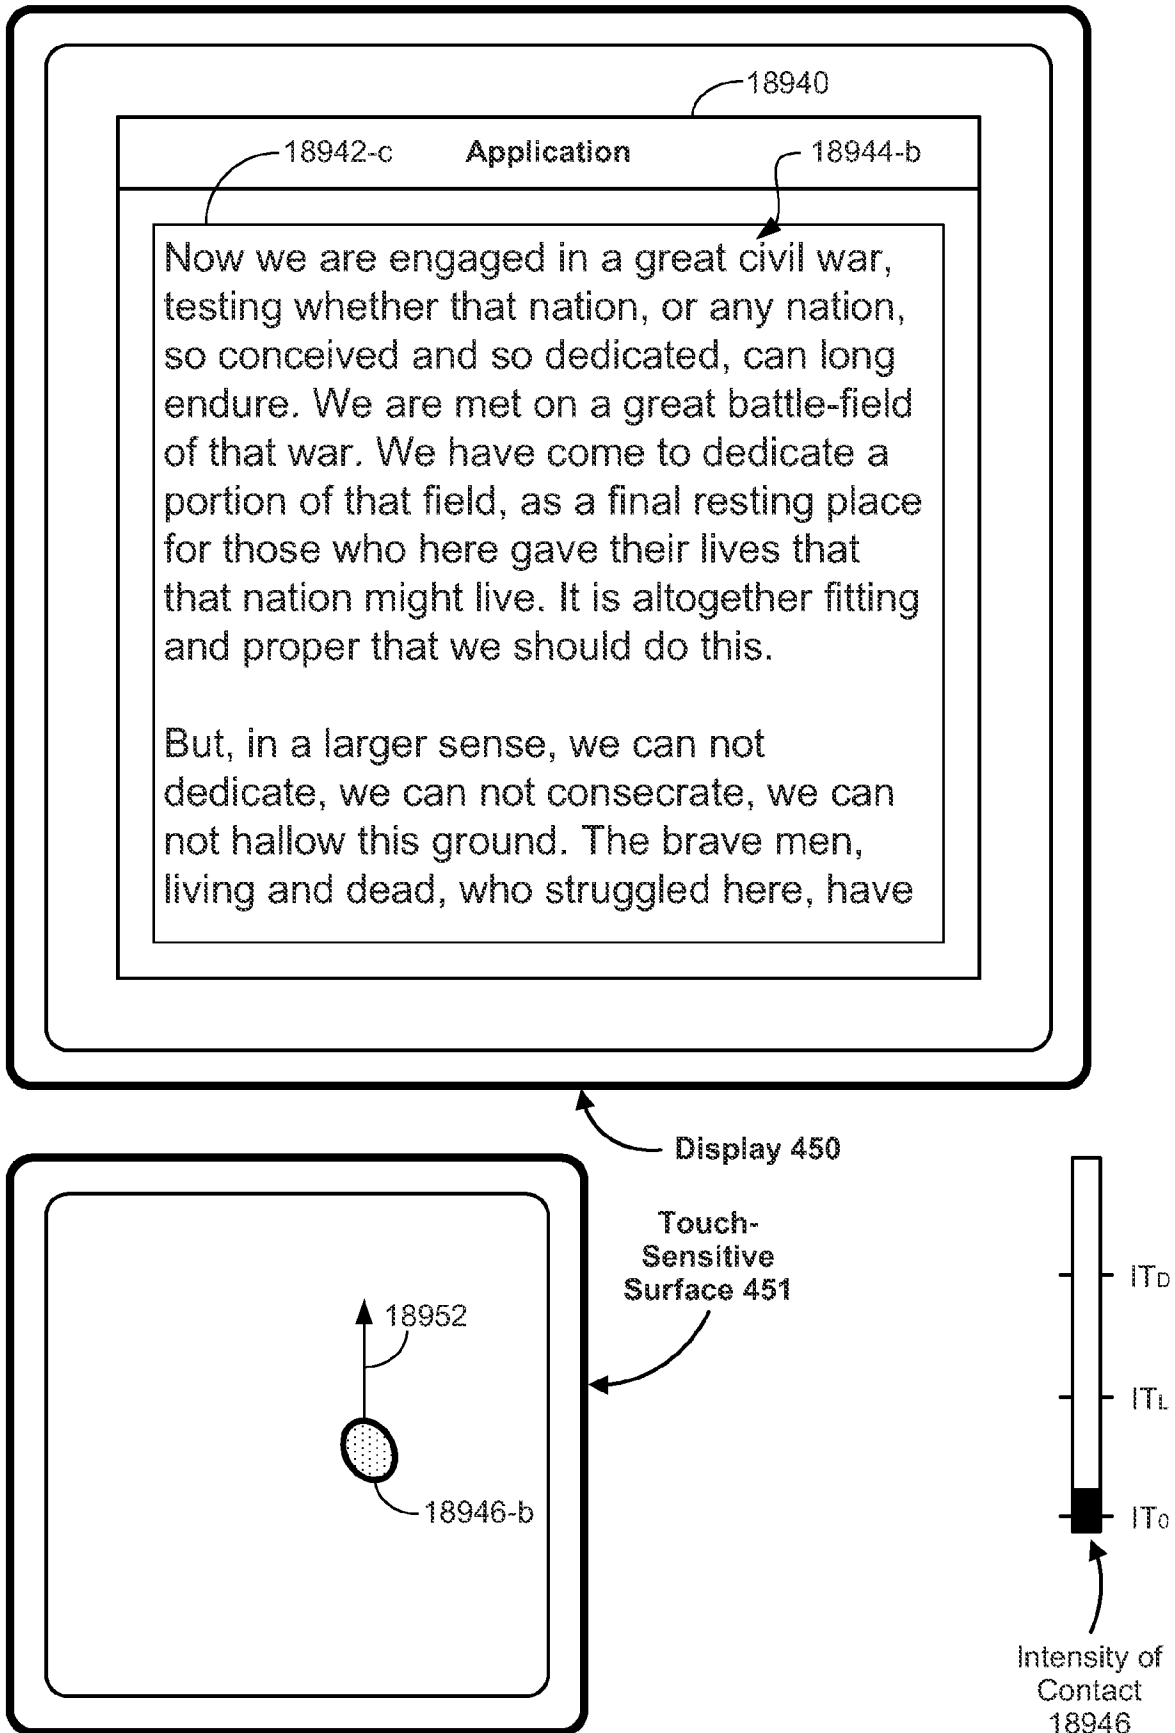 18940
18942-c
Application
18944-b
Now we are engaged in a great civil war,
testing whether that nation, or any nation,
so conceived and so dedicated, can long
endure. We are met on a great battle-field
of that war. We have come to dedicate a
portion of that field, as a final resting place
for those who here gave their lives that
that nation might live. It is altogether fitting
and proper that we should do this.
But, in a larger sense, we can not
dedicate, we can not consecrate, we can
not hallow this ground. The brave men,
living and dead, who struggled here, have
Display 450
Touch-
Sensitive
Surface 451
18952
18946-b
ITD
ITL
IT0
Intensity of
Contact
18946